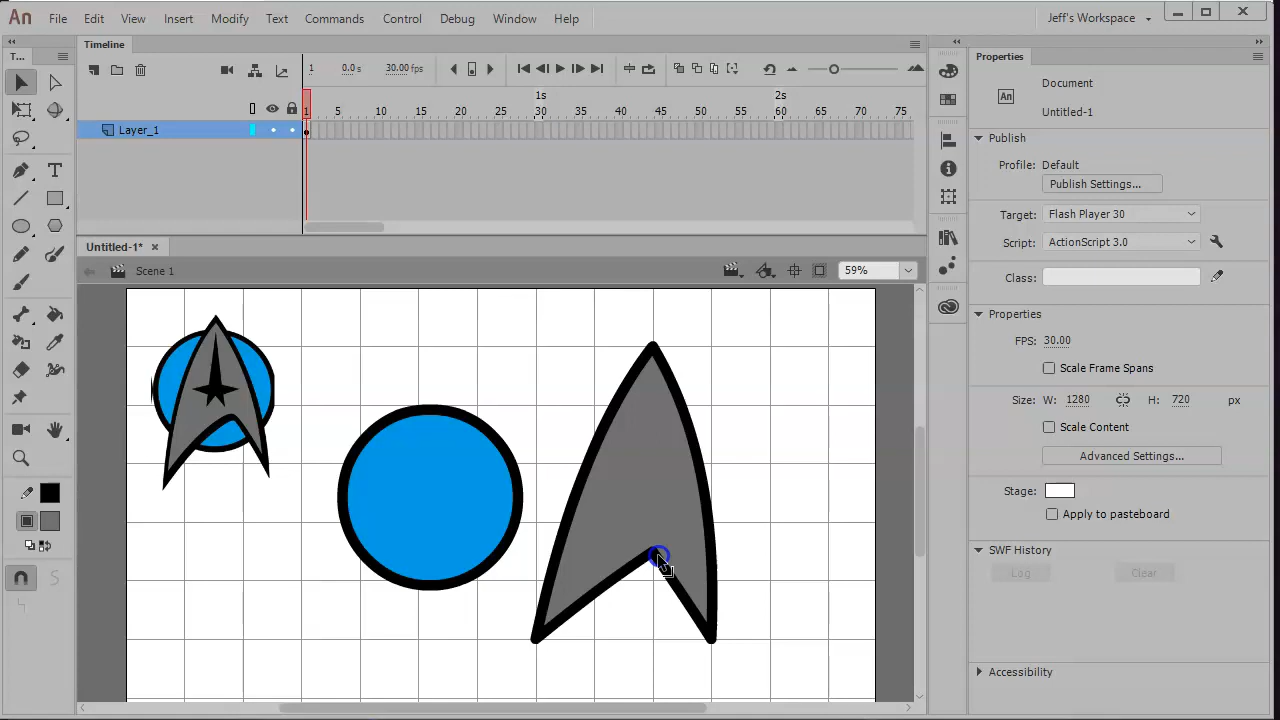 An File Edit View Insert Modify Text Commands Control Debug Window Help Jeff's Workspace
T... Timeline Properties
1 0.0 s 30.00 fps
1s 2s
1 5 10 15 20 25 30 35 40 45 50 55 60 65 70 75
Layer_1
Untitled-1*
Scene 1 59%
An Document
Untitled-1
Publish
Profile: Default
Publish Settings...
Target: Flash Player 30
Script: ActionScript 3.0
Class:
Properties
FPS: 30.00
Scale Frame Spans
Size: W: 1280 H: 720 px
Scale Content
Advanced Settings...
Stage:
Apply to pasteboard
SWF History
Log Clear
Accessibility